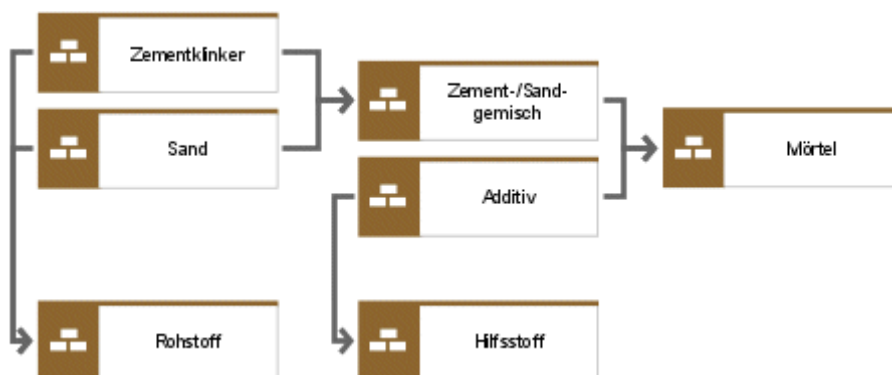 Zementklinker
Sand
Rohstoff
Zement-/Sand-
gemisch
Additiv
Hilfsstoff
Mörtel